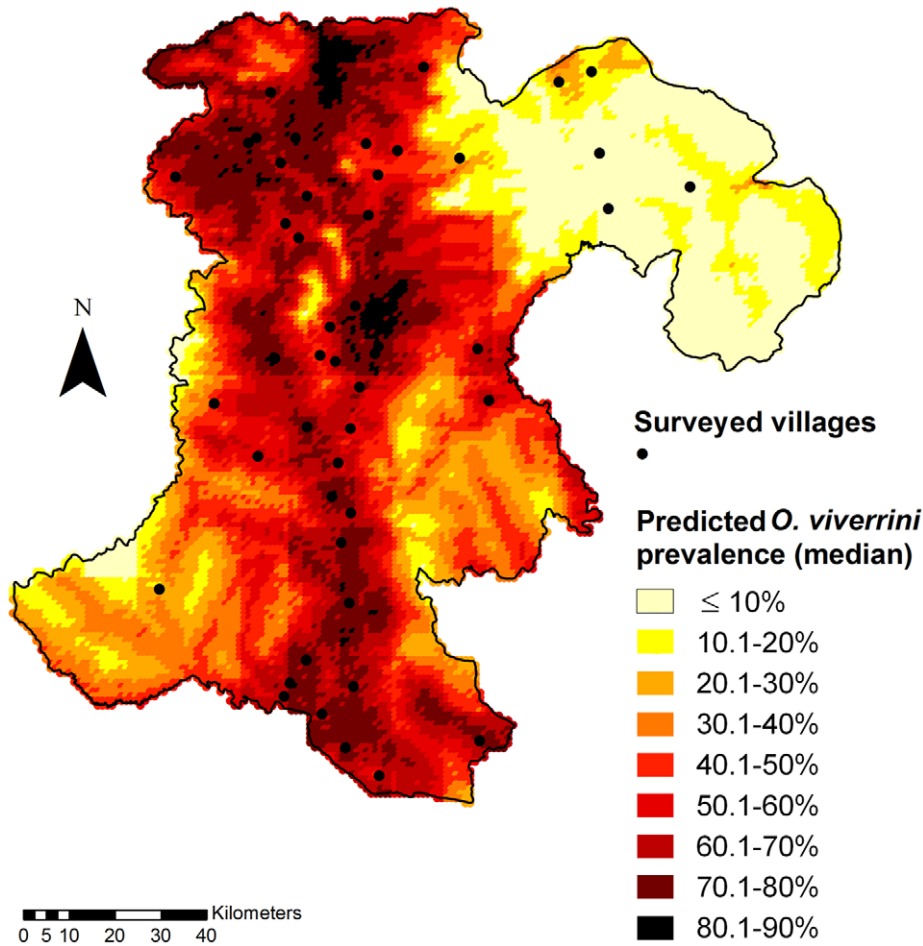 N
Surveyed villages
Predicted O. viverrini
prevalence (median)
≤ 10%
10.1-20%
20.1-30%
30.1-40%
40.1-50%
50.1-60%
60.1-70%
70.1-80%
80.1-90%
Kilometers
0 5 10 20 30 40